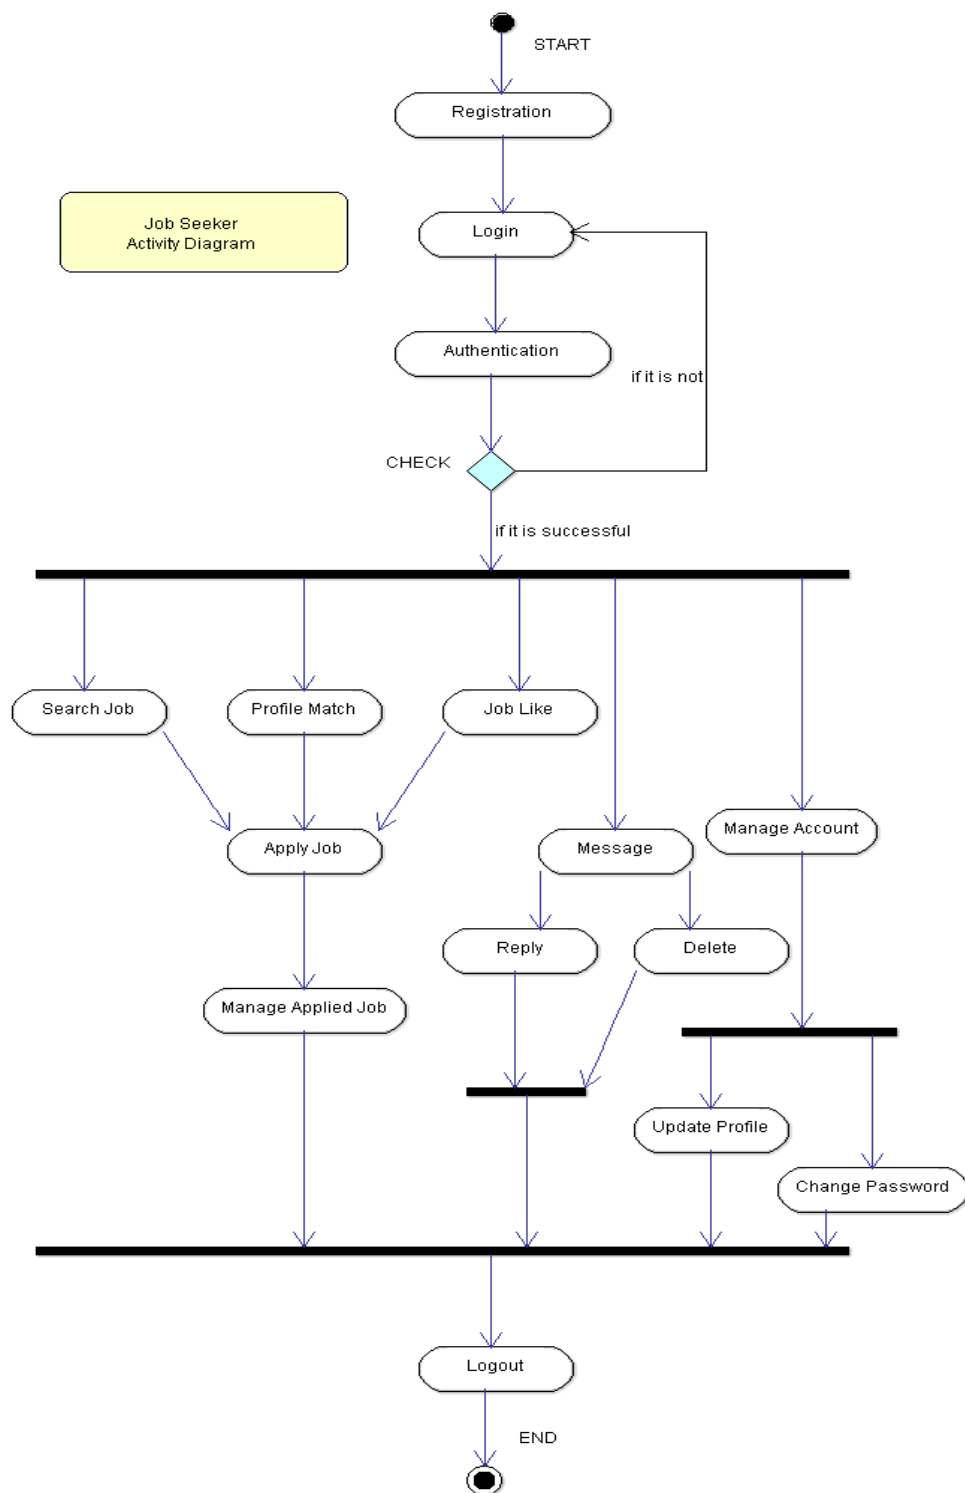 START
Registration
Job Seeker
Activity Diagram
Login
Authentication
if it is not
CHECK
if it is successful
Search Job
Profile Match
Job Like
Manage Account
Apply Job
Message
Reply
Delete
Manage Applied Job
Update Profile
Change Password
Logout
END